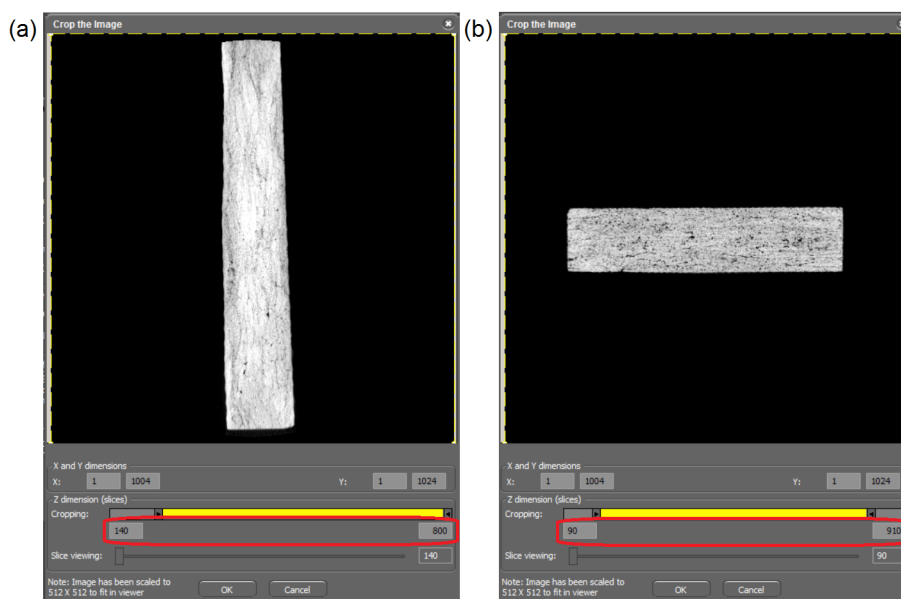 (a)
Crop the Image
X and Y dimensions
X: 1 1004 Y: 1 1024
Z dimension (slices)
Cropping:
140 800
Slice viewing: 140
Note: Image has been scaled to
512 X 512 to fit in viewer
OK Cancel
(b)
Crop the Image
X and Y dimensions
X: 1 1004 Y: 1 1024
Z dimension (slices)
Cropping:
90 910
Slice viewing: 90
Note: Image has been scaled to
512 X 512 to fit in viewer
OK Cancel